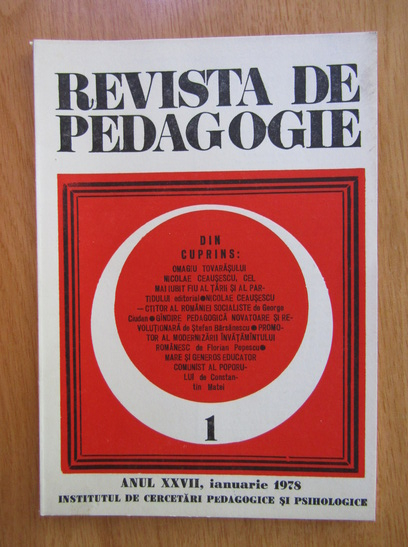 REVISTA DE
PEDAGOGIE
DIN
CUPRINS:
OMAGIU TOVARĂŞULUI
NICOLAE CEAUŞESCU, CEL
MAI IUBIT FIU AL ŢĂRII ŞI AL PAR-
TIDULUI editorial●NICOLAE CEAUŞESCU
— CTITOR AL ROMÂNIEI SOCIALISTE de George
Ciudan●GÎNDIRE PEDAGOGICĂ NOVATOARE ŞI RE-
VOLUŢIONARĂ de Ştefan Bârsănescu●PROMO-
TOR AL MODERNIZĂRII ÎNVĂŢĂMÎNTULUI
ROMÂNESC de Florian Popescu●
MARE ŞI GENEROS EDUCATOR
COMUNIST AL POPORU-
LUI de Constan-
tin Matei
1
ANUL XXVII, ianuarie 1978
INSTITUTUL DE CERCETĂRI PEDAGOGICE ŞI PSIHOLOGICE